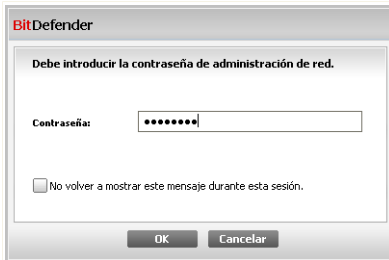 BitDefender
Debe introducir la contraseña de administración de red.
Contraseña: ●●●●●●●●
No volver a mostrar este mensaje durante esta sesión.
OK Cancelar